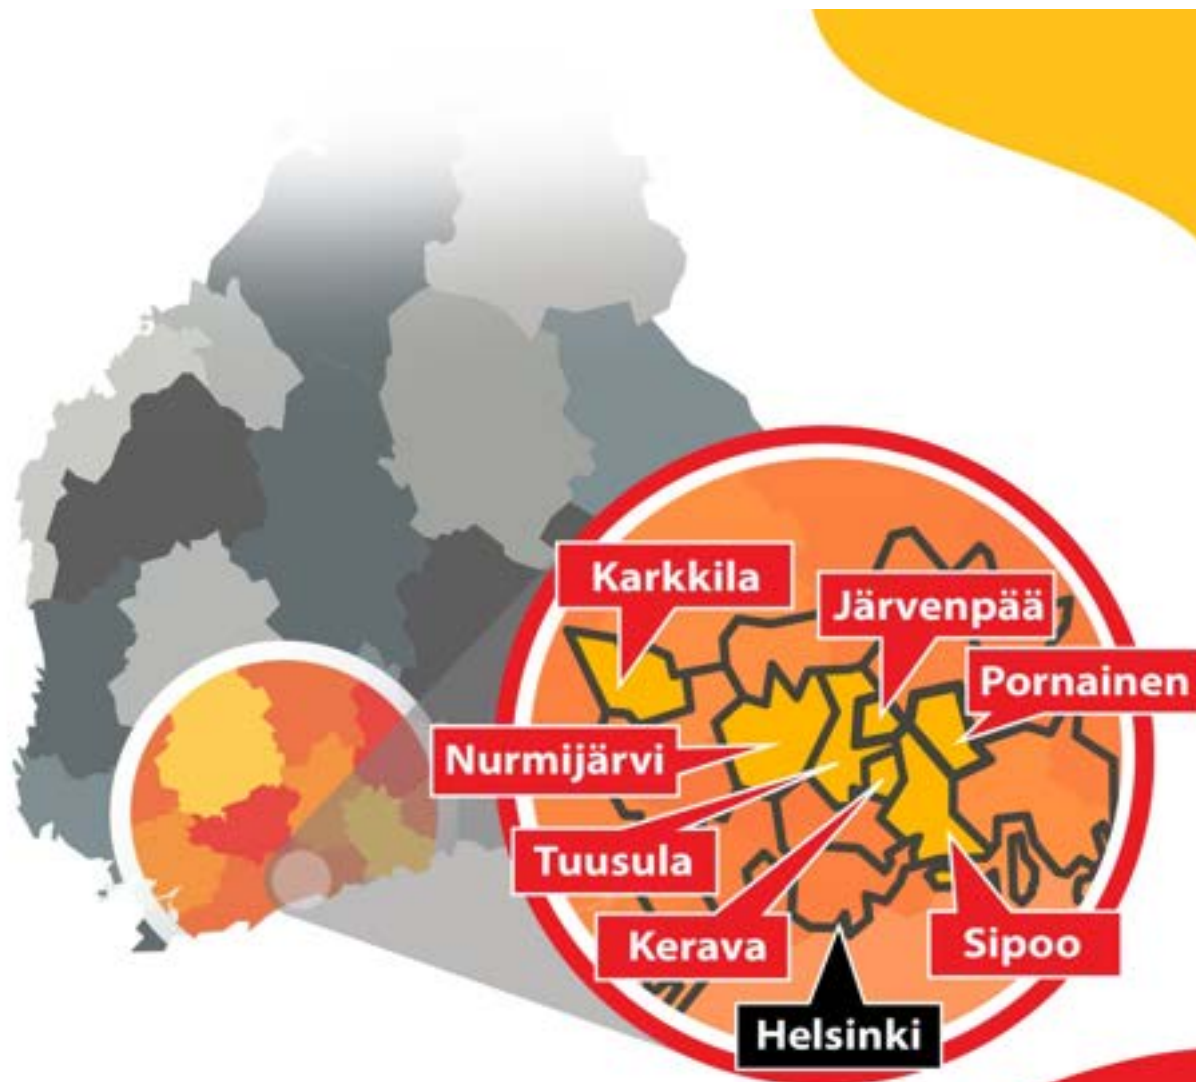 Karkkila
Järvenpää
Pornainen
Nurmijärvi
Tuusula
Kerava
Sipoo
Helsinki